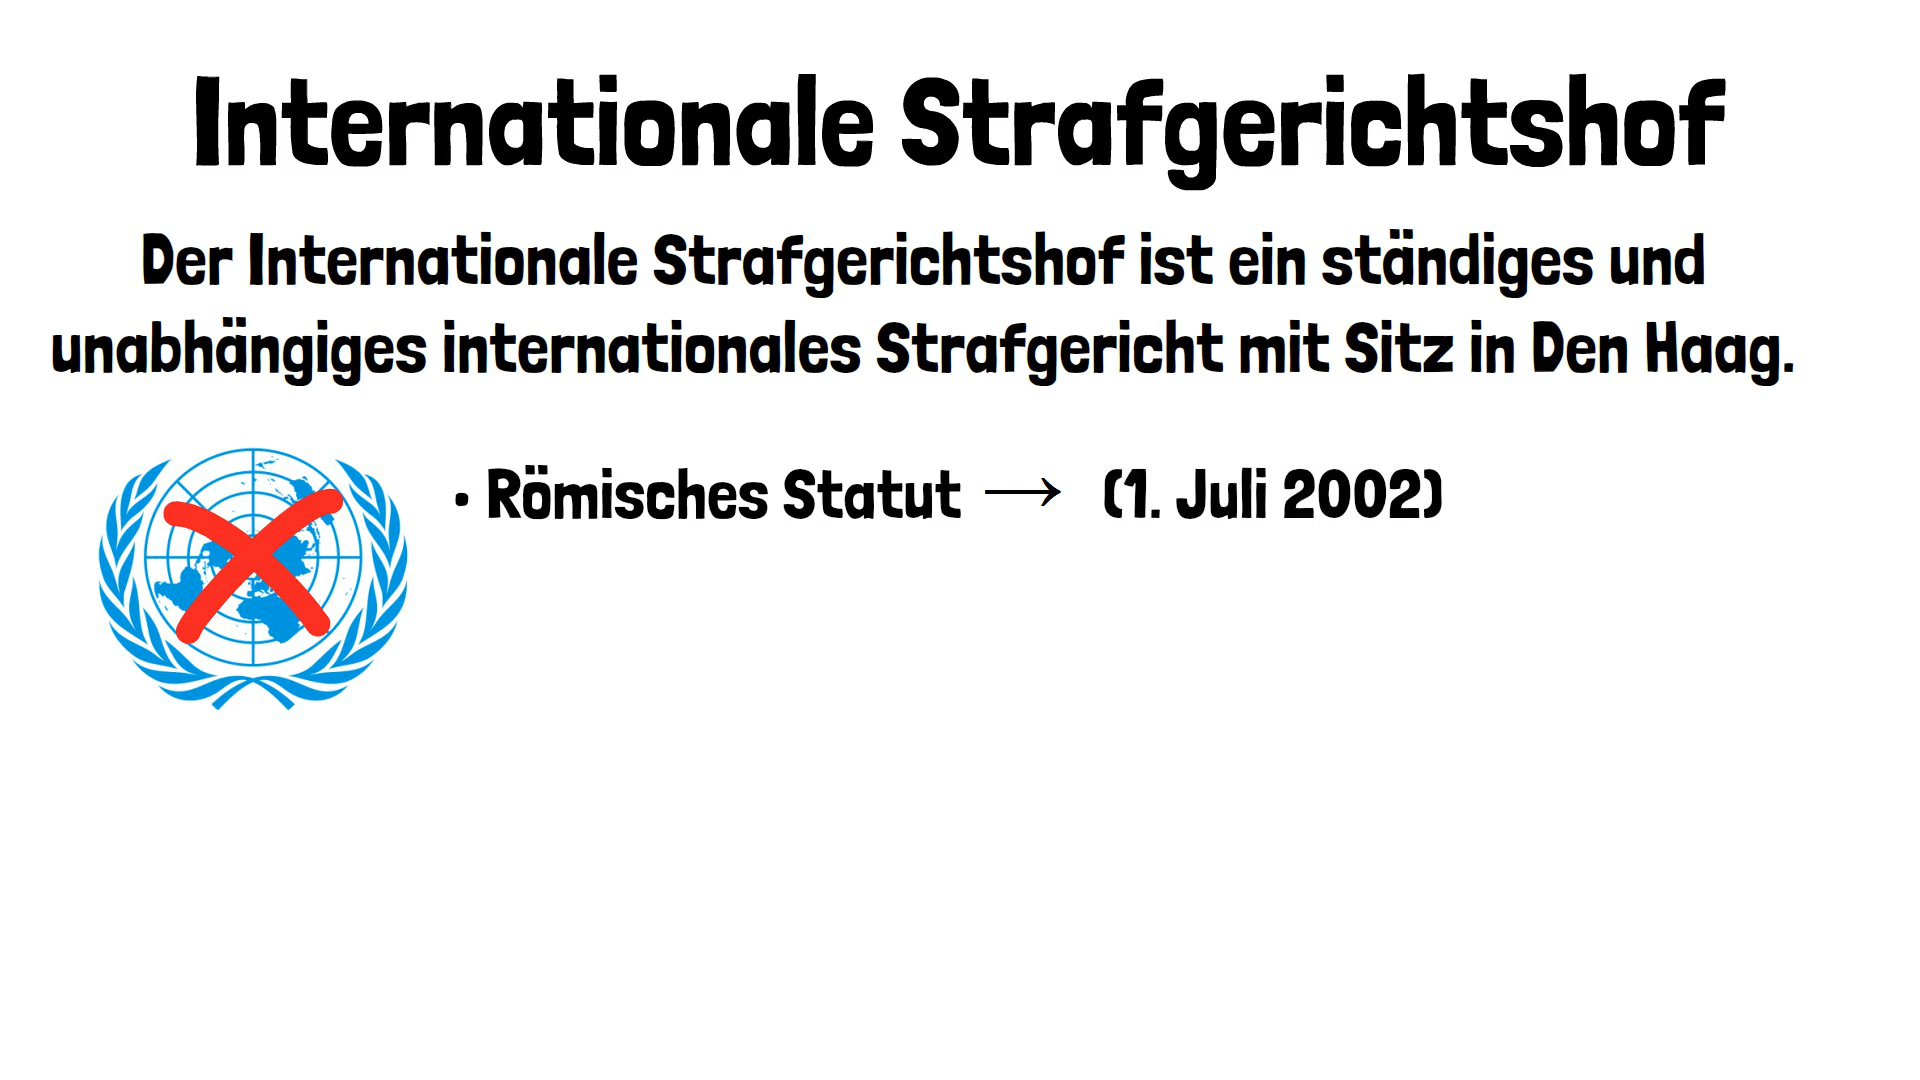 Internationale Strafgerichtshof
Der Internationale Strafgerichtshof ist ein ständiges und
unabhängiges internationales Strafgericht mit Sitz in Den Haag.
• Römisches Statut → (1. Juli 2002)